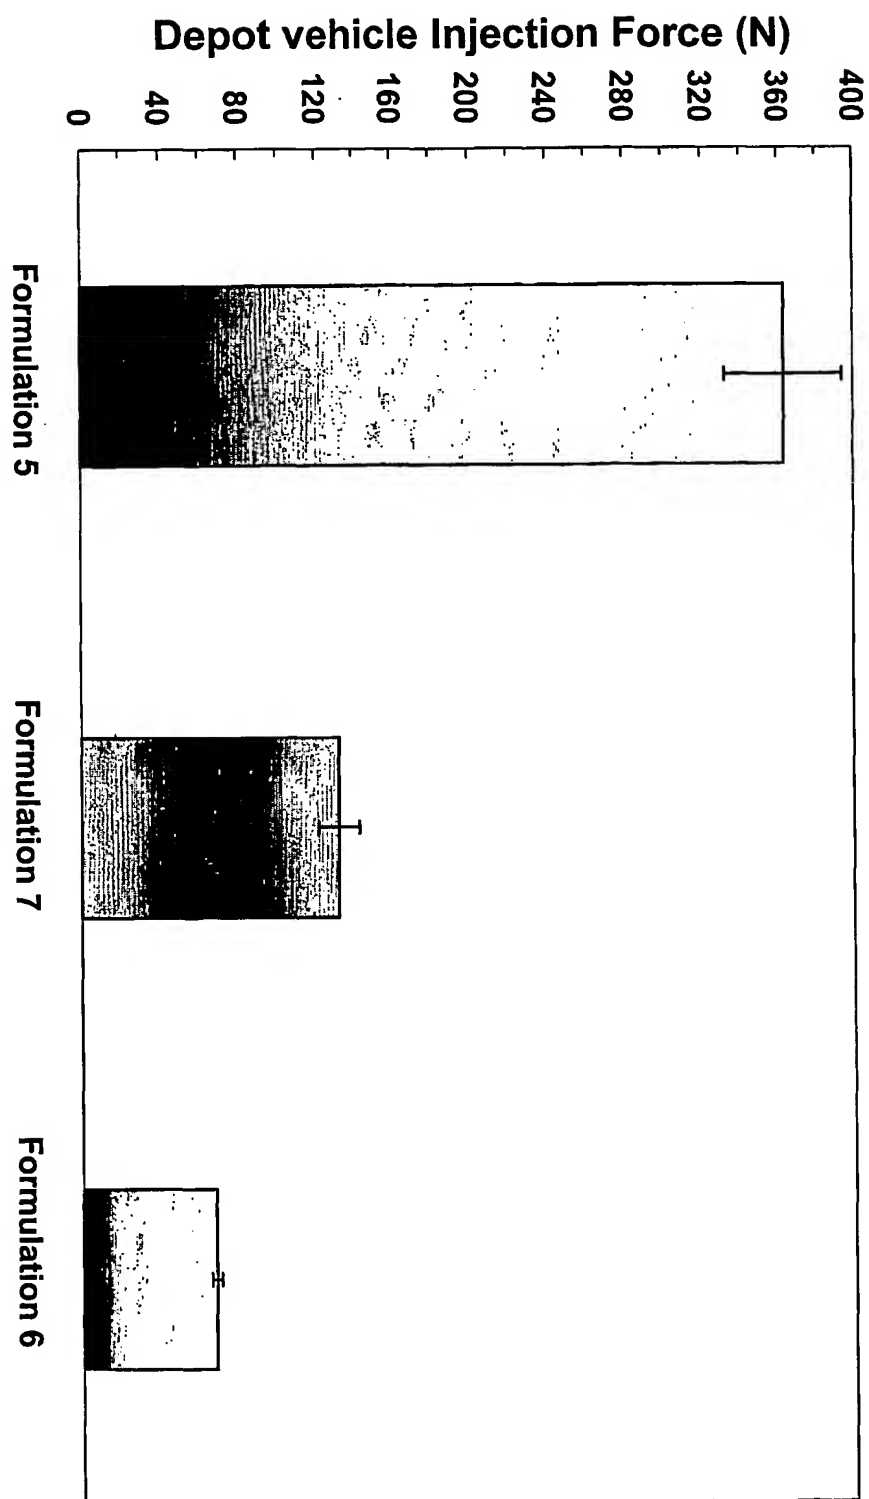 Depot vehicle Injection Force (N)
400
360
320
280
240
200
160
120
80
40
0
Formulation 5
Formulation 7
Formulation 6